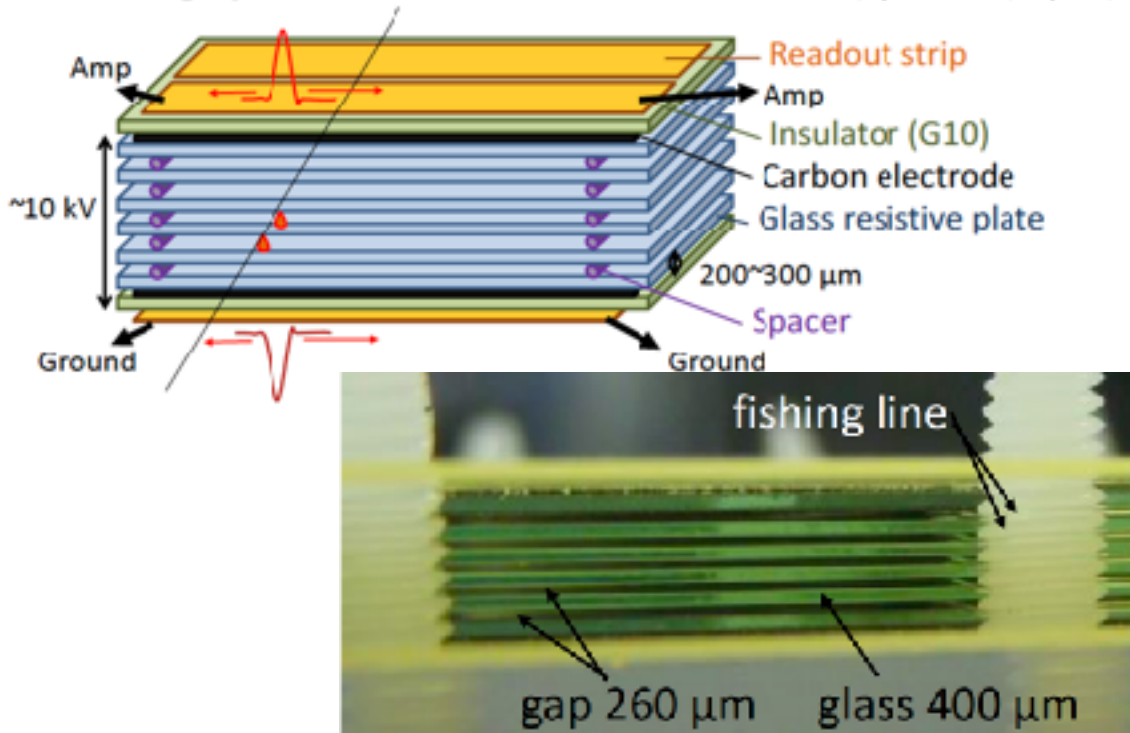 Readout strip
Amp
Amp
Insulator (G10)
Carbon electrode
~10 kV
Glass resistive plate
200~300 μm
Spacer
Ground
Ground
fishing line
gap 260 μm
glass 400 μm